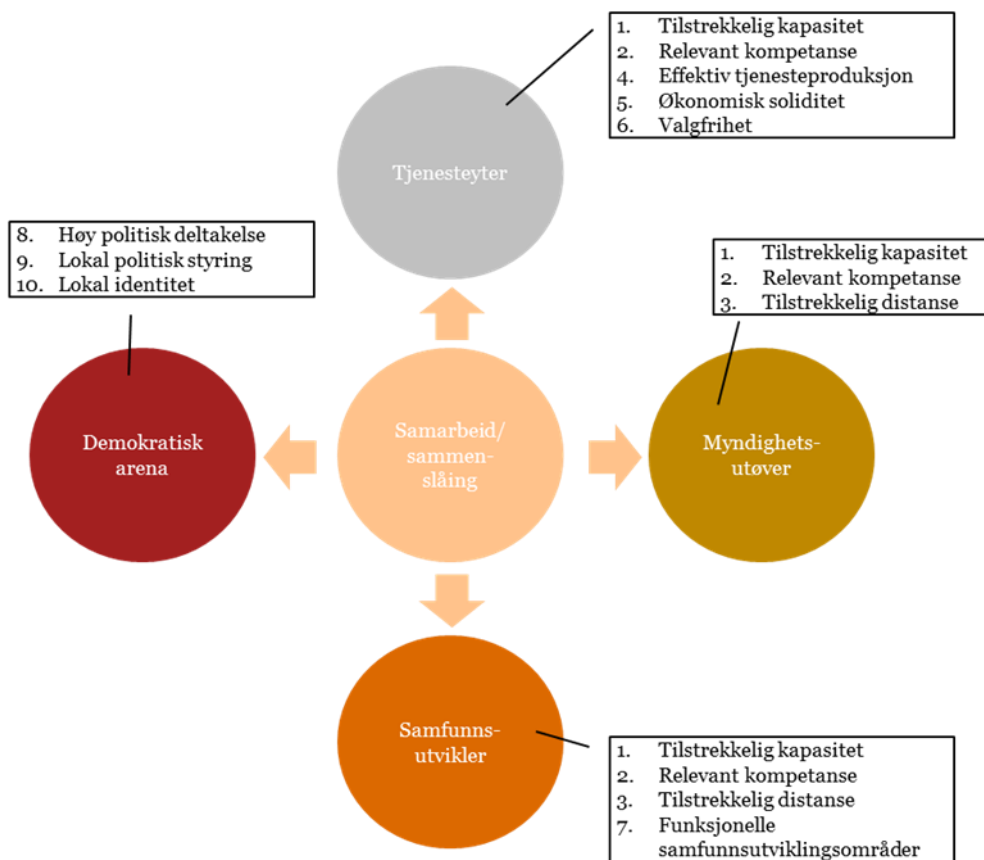 1. Tilstrekkelig kapasitet
2. Relevant kompetanse
4. Effektiv tjenesteproduksjon
5. Økonomisk soliditet
6. Valgfrihet
Tjenesteyter
8. Høy politisk deltakelse
9. Lokal politisk styring
10. Lokal identitet
1. Tilstrekkelig kapasitet
2. Relevant kompetanse
3. Tilstrekkelig distanse
Demokratisk
arena
Samarbeid/
sammen-
slåing
Myndighets-
utøver
Samfunns-
utvikler
1. Tilstrekkelig kapasitet
2. Relevant kompetanse
3. Tilstrekkelig distanse
7. Funksjonelle
samfunnsutviklingsområder